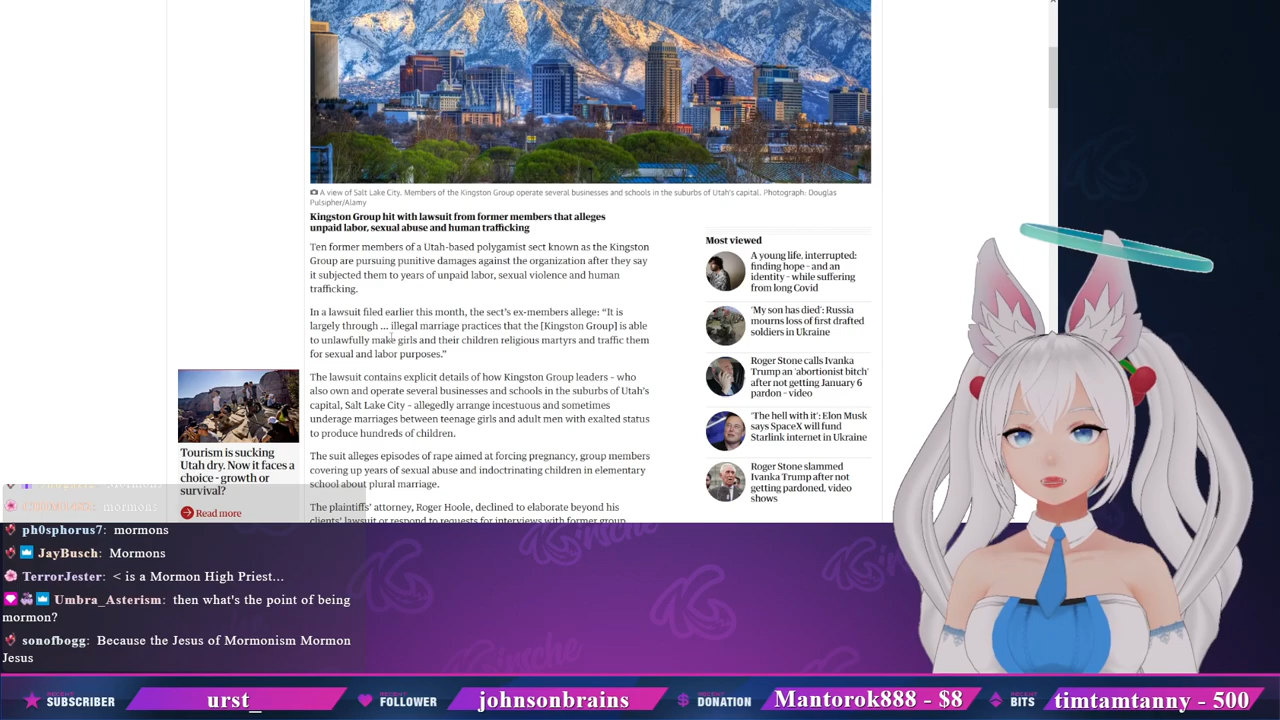 A view of Salt Lake City. Members of the Kingston Group operate several businesses and schools in the suburbs of Utah's capital. Photograph: Douglas
Pulsipher/Alamy
Kingston Group hit with lawsuit from former members that alleges
unpaid labor, sexual abuse and human trafficking
Ten former members of a Utah-based polygamist sect known as the Kingston
Group are pursuing punitive damages against the organization after they say
it subjected them to years of unpaid labor, sexual violence and human
trafficking.
In a lawsuit filed earlier this month, the sect's ex-members allege: “It is
largely through ... illegal marriage practices that the [Kingston Group] is able
to unlawfully make girls and their children religious martyrs and traffic them
for sexual and labor purposes.”
The lawsuit contains explicit details of how Kingston Group leaders – who
also own and operate several businesses and schools in the suburbs of Utah's
capital, Salt Lake City – allegedly arrange incestuous and sometimes
underage marriages between teenage girls and adult men with exalted status
to produce hundreds of children.
The suit alleges episodes of rape aimed at forcing pregnancy, group members
covering up years of sexual abuse and indoctrinating children in elementary
school about plural marriage.
The plaintiffs' attorney, Roger Hoole, declined to elaborate beyond his
clients' lawsuit or respond to requests for interviews with former group
Most viewed
A young life, interrupted:
finding hope – and an
identity – while suffering
from long Covid
'My son has died': Russia
mourns loss of first drafted
soldiers in Ukraine
Roger Stone calls Ivanka
Trump an 'abortionist bitch'
after not getting January 6
pardon – video
'The hell with it': Elon Musk
says SpaceX will fund
Starlink internet in Ukraine
Roger Stone slammed
Ivanka Trump after not
getting pardoned, video
shows
Tourism is sucking
Utah dry. Now it faces a
choice – growth or
survival?
Read more
mormons
ph0sphorus7: mormons
JayBusch: Mormons
TerrorJester: < is a Mormon High Priest...
Umbra_Asterism: then what's the point of being
mormon?
sonofbogg: Because the Jesus of Mormonism Mormon
Jesus
RECENT SUBSCRIBER urst_
RECENT FOLLOWER johnsonbrains
RECENT DONATION Mantorok888 - $8
RECENT BITS timtamtanny - 500